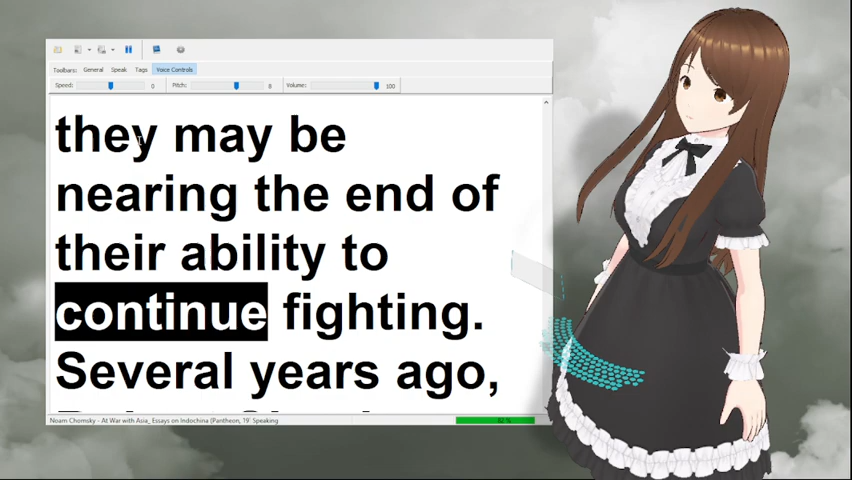 Toolbars: General Speak Tags Voice Controls
Speed: 0 Pitch: 8 Volume: 100
they may be
nearing the end of
their ability to
continue fighting.
Several years ago,
Noam Chomsky - At War with Asia_ Essays on Indochina (Pantheon, 19` Speaking 62 %